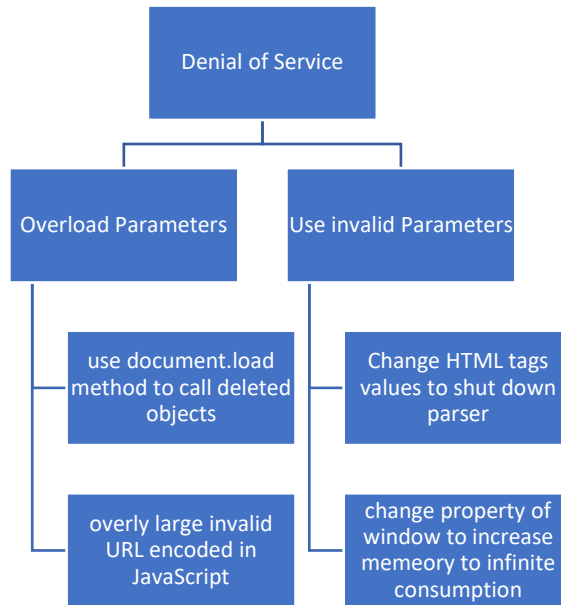 Denial of Service
Overload Parameters
Use invalid Parameters
use document.load
method to call deleted
objects
Change HTML tags
values to shut down
parser
overly large invalid
URL encoded in
JavaScript
change property of
window to increase
memeory to infinite
consumption